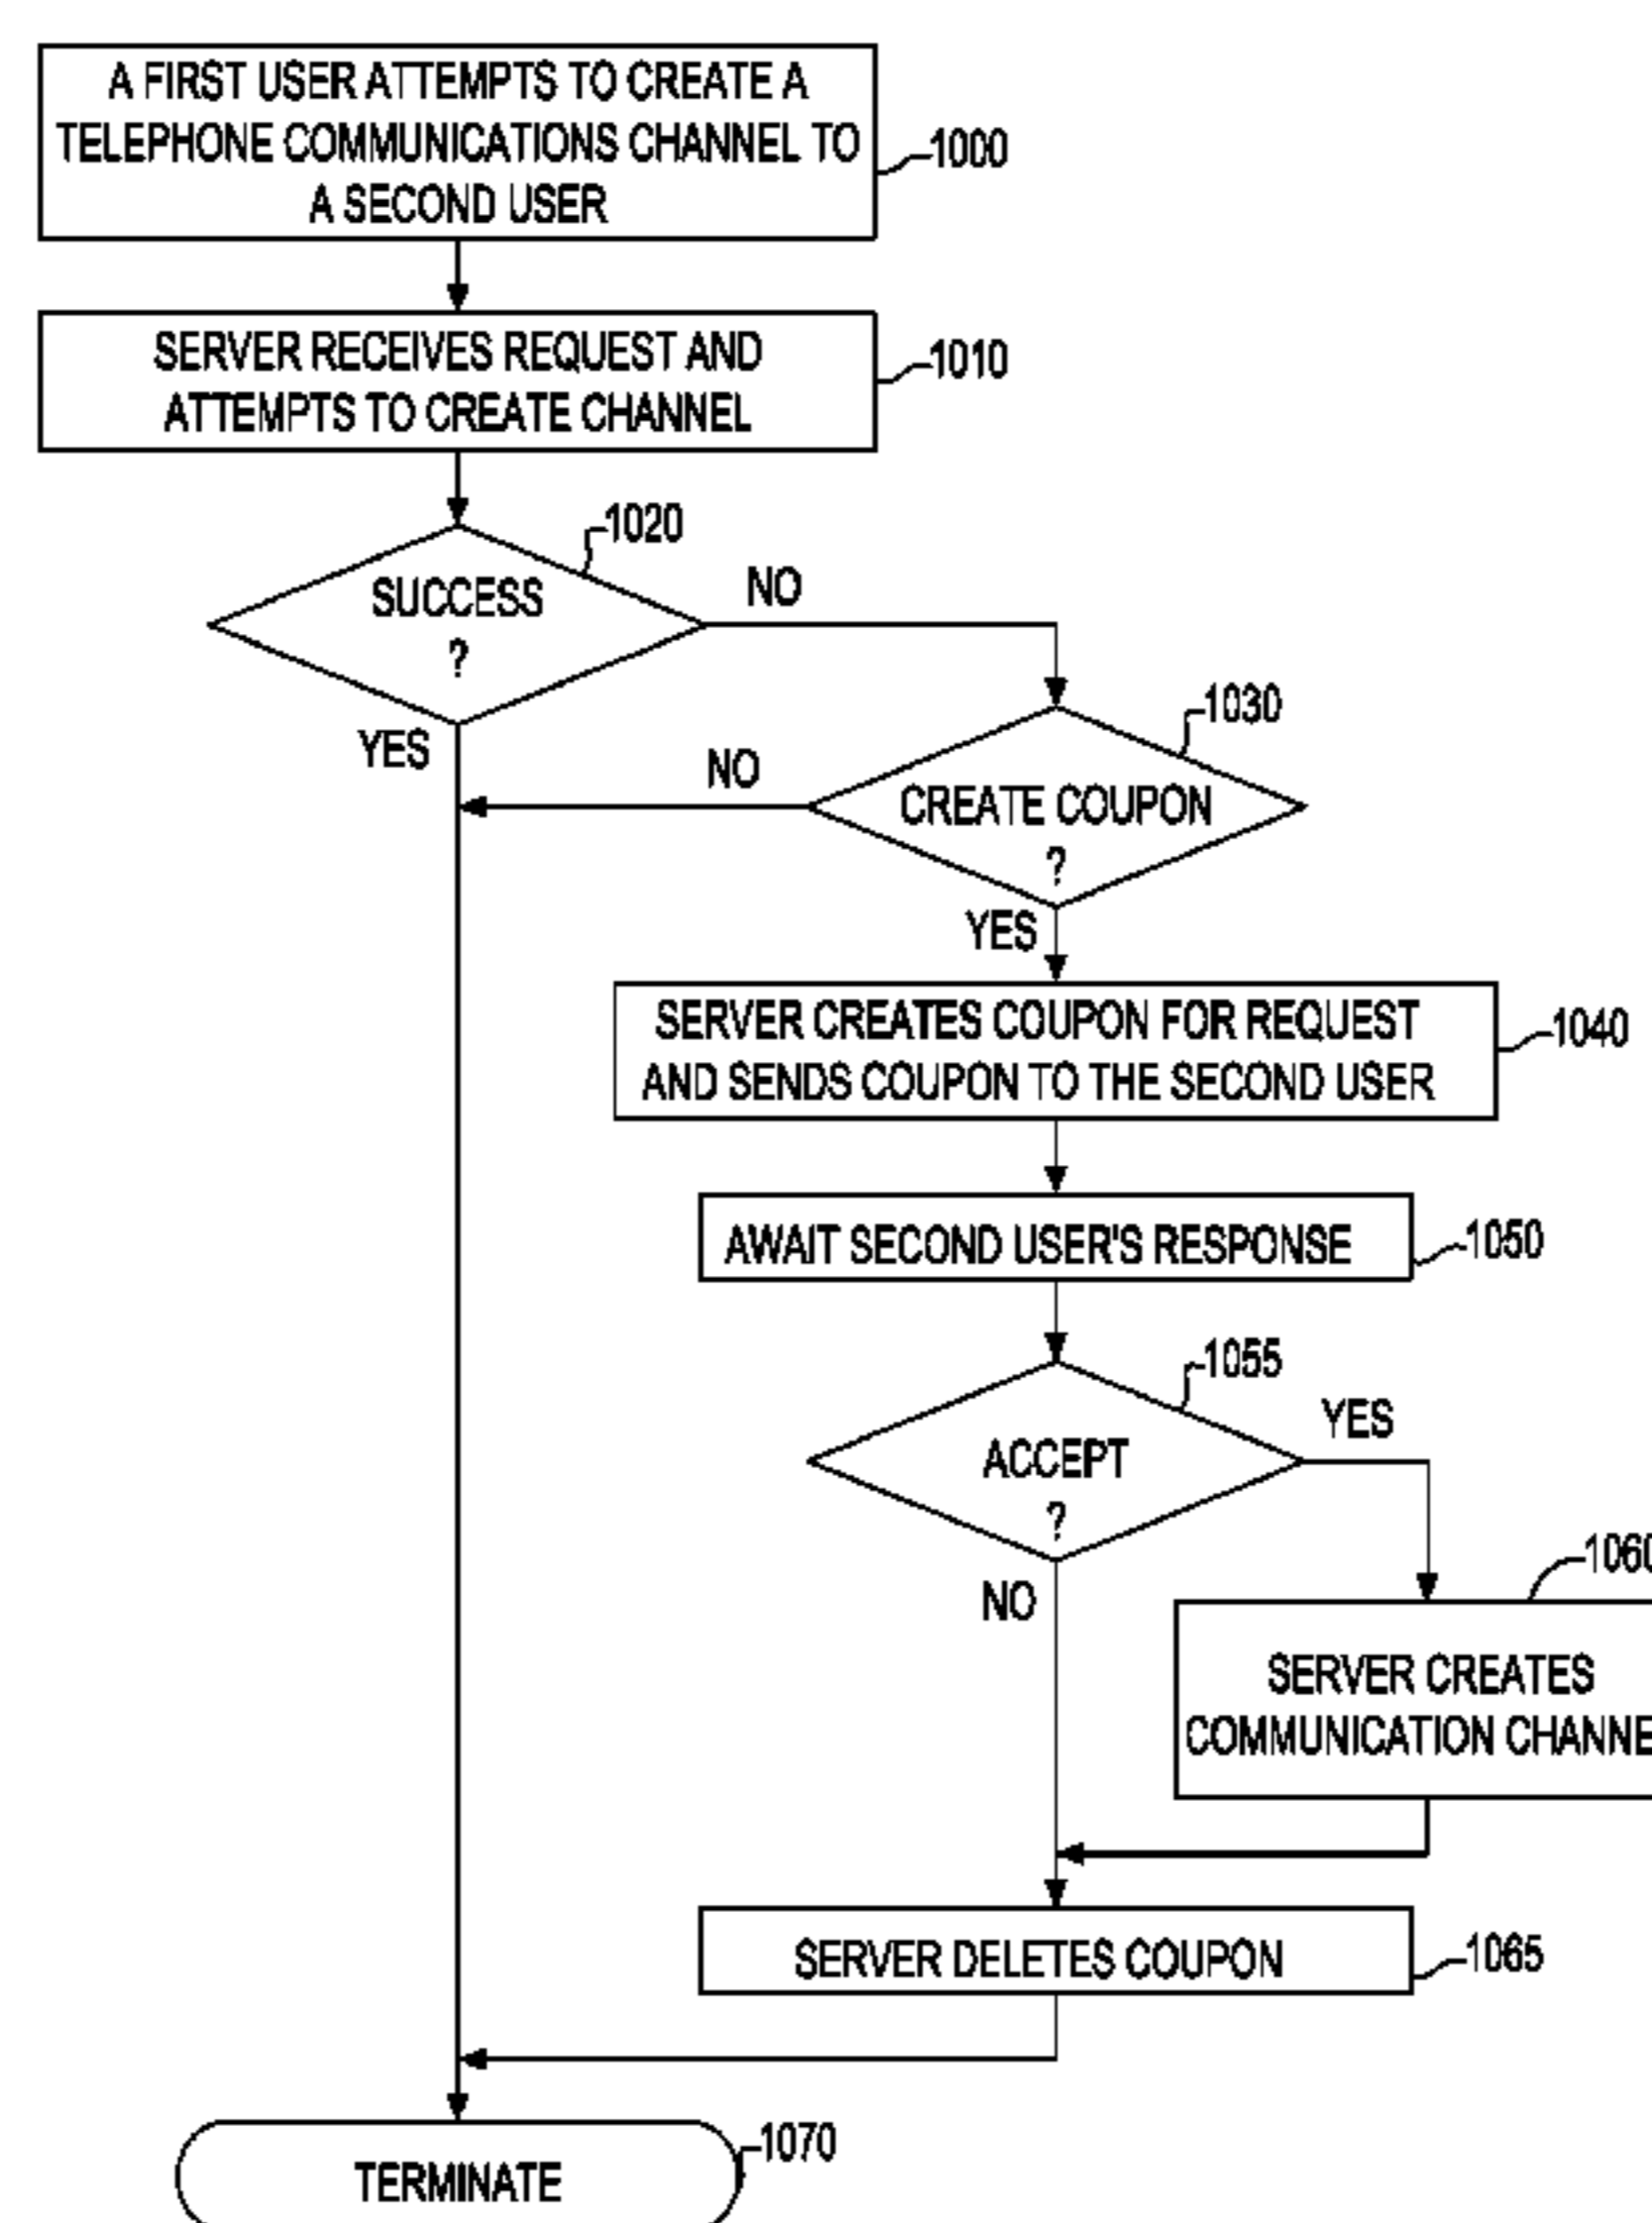 A FIRST USER ATTEMPTS TO CREATE A
TELEPHONE COMMUNICATIONS CHANNEL TO
A SECOND USER
1000
SERVER RECEIVES REQUEST AND
ATTEMPTS TO CREATE CHANNEL
1010
1020
SUCCESS
?
NO
YES
1030
NO
CREATE COUPON
?
YES
SERVER CREATES COUPON FOR REQUEST
AND SENDS COUPON TO THE SECOND USER
1040
AWAIT SECOND USER'S RESPONSE
1050
1055
YES
ACCEPT
?
NO
1060
SERVER CREATES
COMMUNICATION CHANNE
SERVER DELETES COUPON
1065
1070
TERMINATE